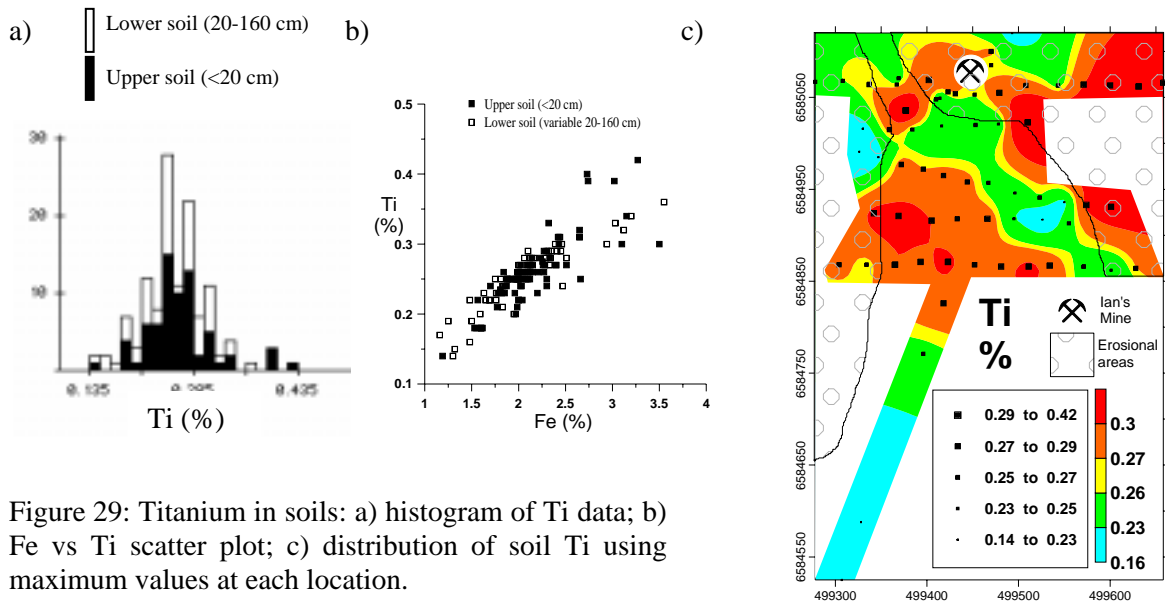 a)
Lower soil (20-160 cm)
Upper soil (<20 cm)
30
20
10
0.135
0.435
Ti (%)
b)
Upper soil (<20 cm)
Lower soil (variable 20-160 cm)
0.5
0.4
Ti
(%)
0.3
0.2
0.1
1
1.5
2
2.5
3
3.5
4
Fe (%)
c)
6585050
6584950
6584850
6584750
6584650
6584550
499300
499400
499500
499600
Ti
%
Ian's
Mine
Erosional
areas
0.29 to 0.42
0.27 to 0.29
0.25 to 0.27
0.23 to 0.25
0.14 to 0.23
0.3
0.27
0.26
0.23
0.16
Figure 29: Titanium in soils: a) histogram of Ti data; b)
Fe vs Ti scatter plot; c) distribution of soil Ti using
maximum values at each location.